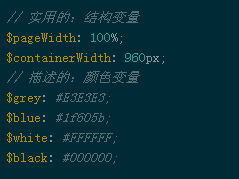 // 实用的：结构变量
$pageWidth: 100%;
$containerWidth: 960px;
// 描述的：颜色变量
$grey: #E3E3E3;
$blue: #1f605b;
$white: #FFFFFF;
$black: #000000;